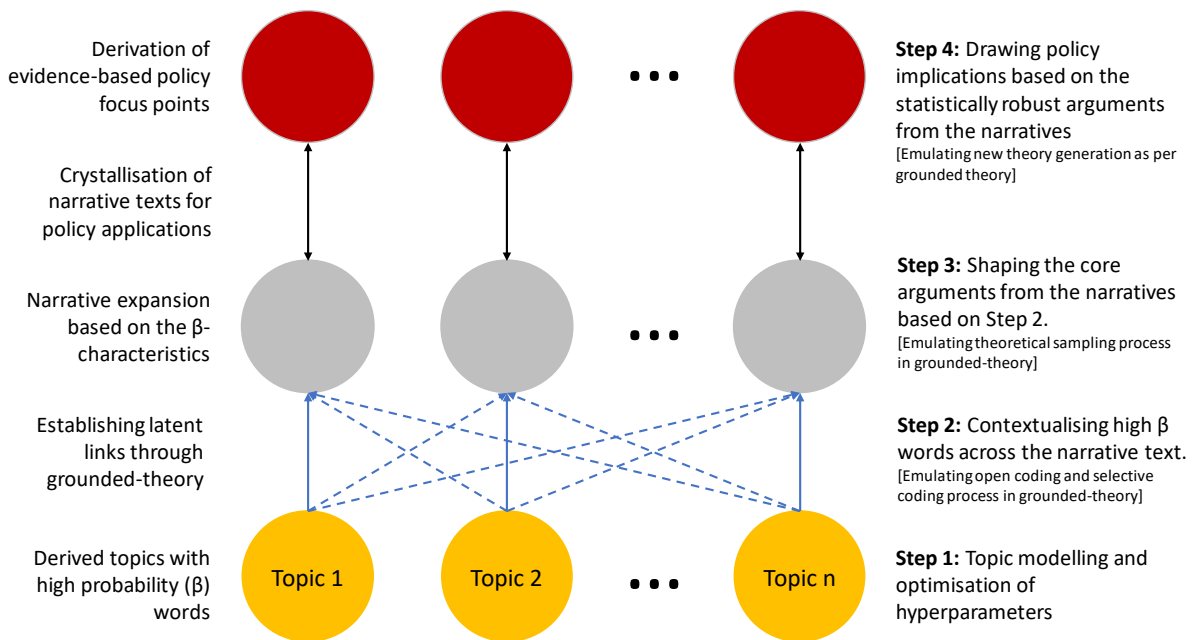 Derivation of
evidence-based policy
focus points
Step 4: Drawing policy
implications based on the
statistically robust arguments
from the narratives
[Emulating new theory generation as per
grounded theory]
Crystallisation of
narrative texts for
policy applications
Narrative expansion
based on the β-
characteristics
Step 3: Shaping the core
arguments from the narratives
based on Step 2.
[Emulating theoretical sampling process
in grounded-theory]
Establishing latent
links through
grounded-theory
Step 2: Contextualising high β
words across the narrative text.
[Emulating open coding and selective
coding process in grounded-theory]
Derived topics with
high probability (β)
words
Topic 1
Topic 2
Topic n
Step 1: Topic modelling and
optimisation of
hyperparameters